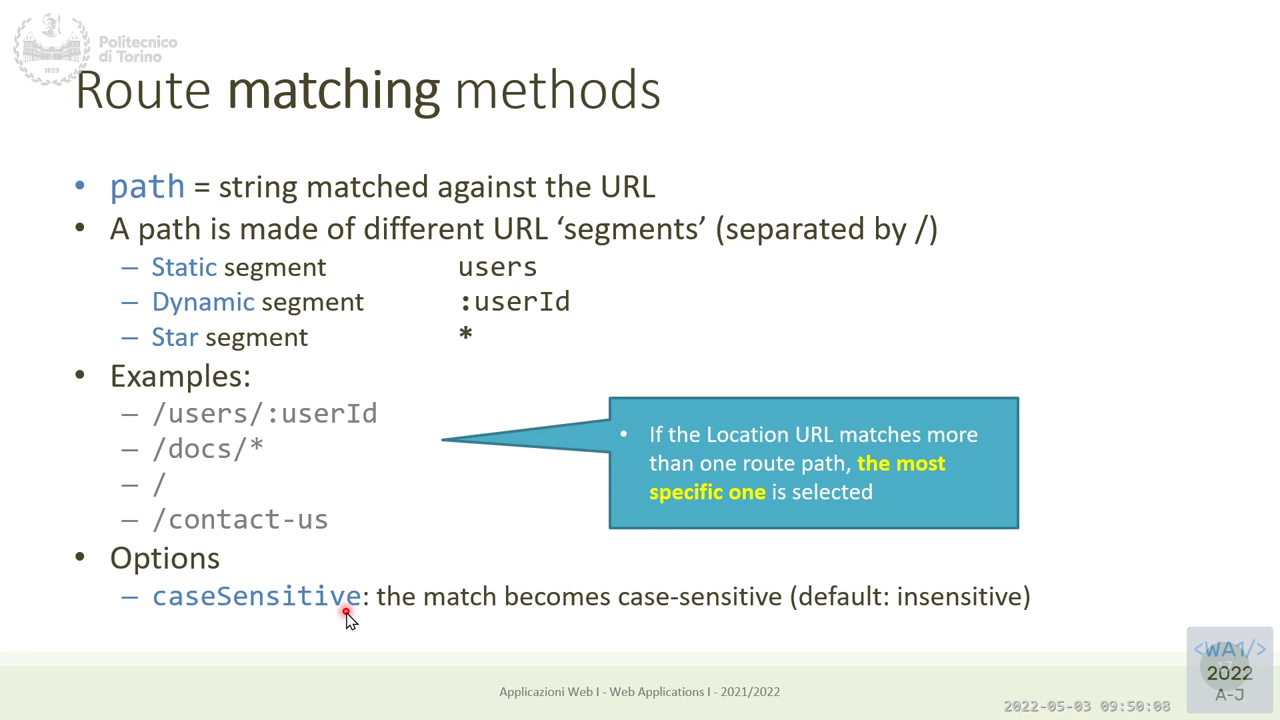 Politecnico
di Torino
1859
Route matching methods
• path = string matched against the URL
• A path is made of different URL ‘segments’ (separated by /)
– Static segment users
– Dynamic segment :userId
– Star segment *
• Examples:
– /users/:userId
– /docs/*
– /
– /contact-us
• If the Location URL matches more
than one route path, the most
specific one is selected
• Options
– caseSensitive: the match becomes case-sensitive (default: insensitive)
Applicazioni Web I - Web Applications I - 2021/2022
<WA1/>
2022
A-J
2022-05-03 09:50:08